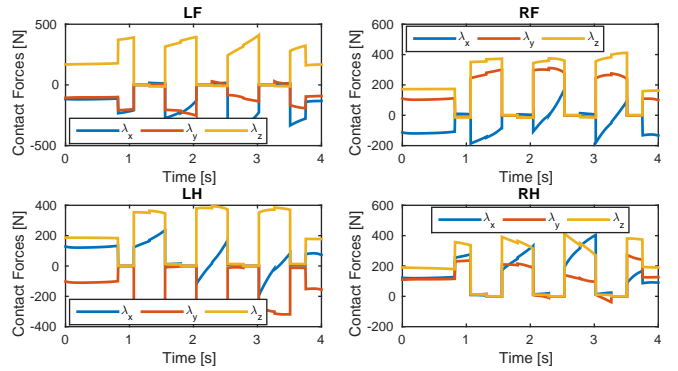 LF
Contact Forces [N]
500
0
-500
λx λy λz
0 1 2 3 4
Time [s]
RF
Contact Forces [N]
600
400
200
0
-200
λx λy λz
0 1 2 3 4
Time [s]
LH
Contact Forces [N]
400
200
0
-200
-400
λx λy λz
0 1 2 3 4
Time [s]
RH
Contact Forces [N]
600
400
200
0
-200
λx λy λz
0 1 2 3 4
Time [s]